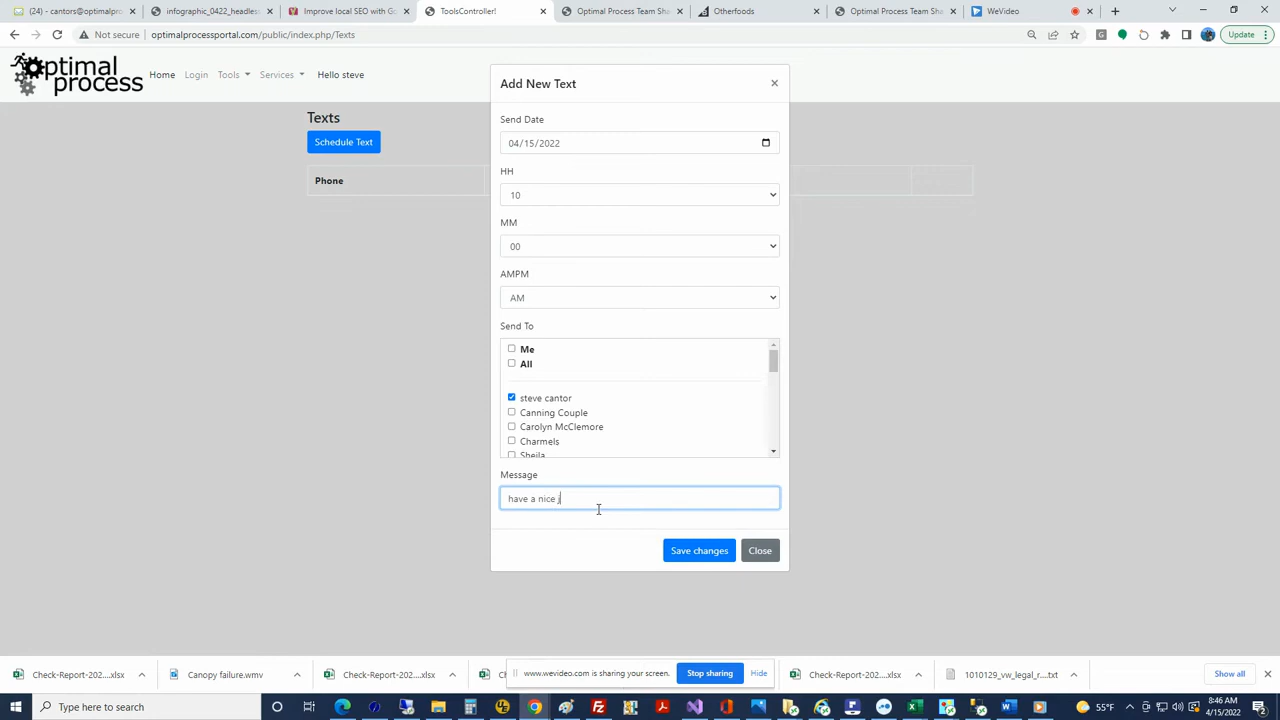 (24) - cantors@optimalpro
infographic_0422_headless
Improve local SEO with Go
ToolsController!
Optimal Process Team Sha
Otherfoods
Optimal Process Team Sha
WeVideo
Not secure
optimalprocessportal.com/public/index.php/Texts
Update
optimal
process
Home
Login
Tools
Services
Hello steve
Texts
Schedule Text
Phone
Add New Text
×
Send Date
04/15/2022
HH
10
MM
00
AMPM
AM
Send To
Me
All
steve cantor
Canning Couple
Carolyn McClemore
Charmels
Sheila
Message
have a nice j
Save changes
Close
Check-Report-202....xlsx
Canopy failure.wmv
Check-Report-202....xlsx
www.wevideo.com is sharing your screen.
Stop sharing
Hide
Check-Report-202....xlsx
1010129_vw_legal_r....txt
Show all
Type here to search
55°F
8:46 AM
4/15/2022